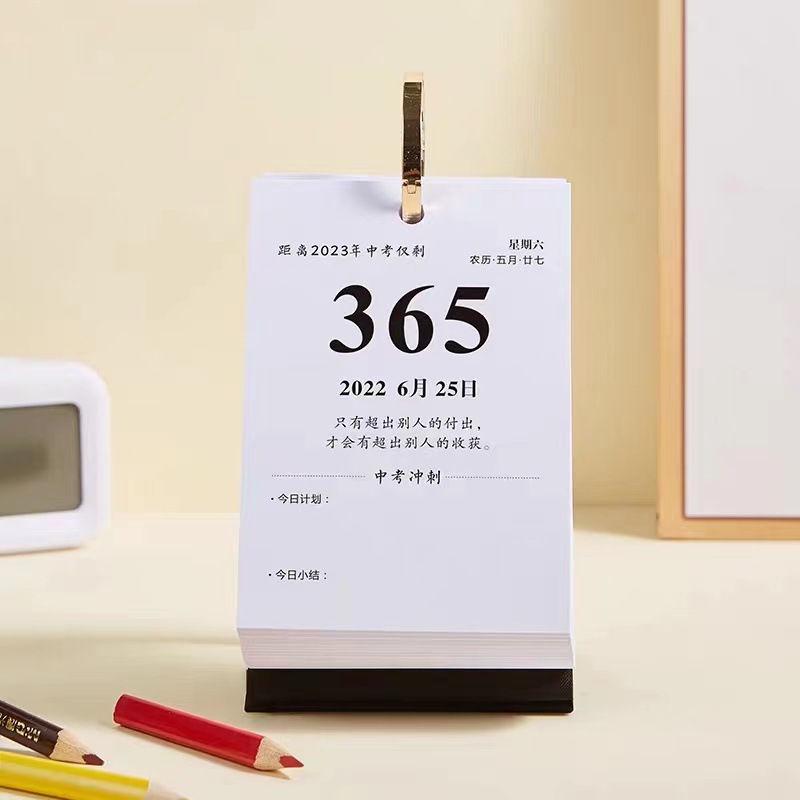 距离2023年中考仅剩
星期六
农历·五月·廿七
365
2022 6月 25日
只有超出别人的付出，
才会有超出别人的收获。
中考冲刺
·今日计划：
·今日小结：